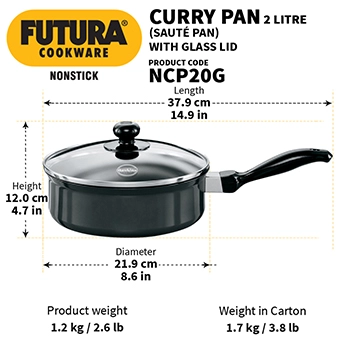 FUTURA®
COOKWARE
NONSTICK
CURRY PAN 2 LITRE
(SAUTÉ PAN)
WITH GLASS LID
PRODUCT CODE
NCP20G
Length
37.9 cm
14.9 in
Height
12.0 cm
4.7 in
Diameter
21.9 cm
8.6 in
Product weight
1.2 kg / 2.6 lb
Weight in Carton
1.7 kg / 3.8 lb